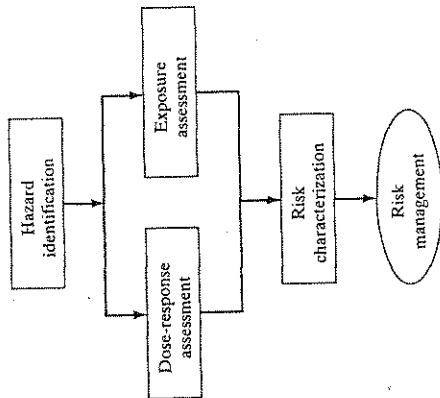 Hazard
identification
Dose-response
assessment
Exposure
assessment
Risk
characterization
Risk
management